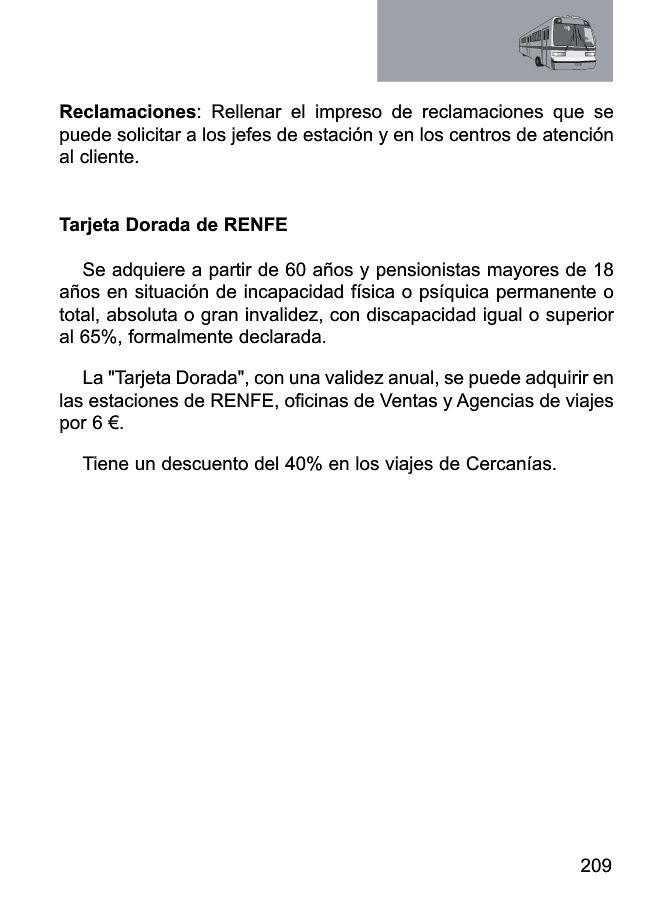 Reclamaciones: Rellenar el impreso de reclamaciones que se
puede solicitar a los jefes de estación y en los centros de atención
al cliente.
Tarjeta Dorada de RENFE
Se adquiere a partir de 60 años y pensionistas mayores de 18
años en situación de incapacidad física o psíquica permanente o
total, absoluta o gran invalidez, con discapacidad igual o superior
al 65%, formalmente declarada.
La "Tarjeta Dorada", con una validez anual, se puede adquirir en
las estaciones de RENFE, oficinas de Ventas y Agencias de viajes
por 6 €.
Tiene un descuento del 40% en los viajes de Cercanías.
209